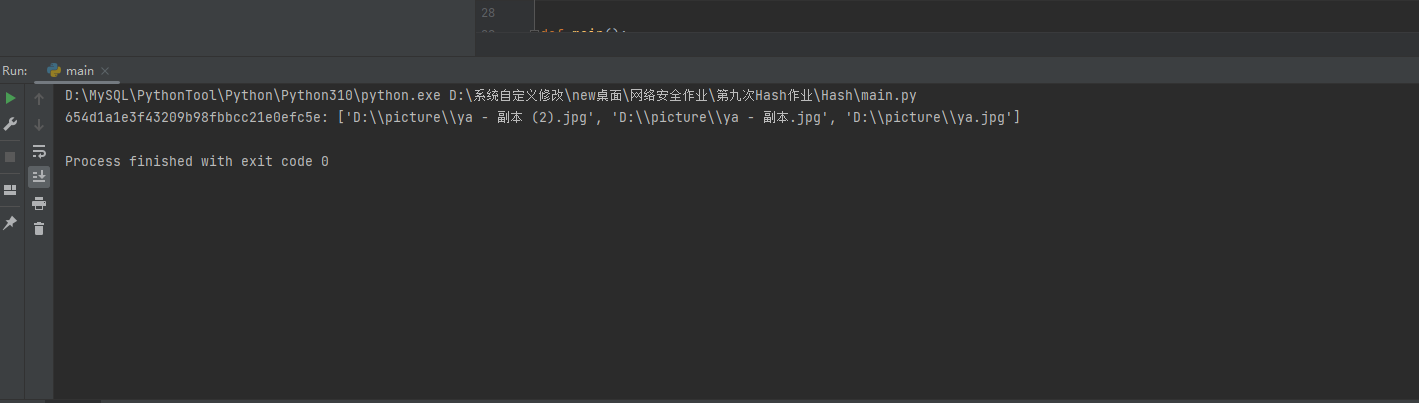 28
def main():
Run: main
D:\MySQL\PythonTool\Python\Python310\python.exe D:\系统自定义修改\new桌面\网络安全作业\第九次Hash作业\Hash\main.py
654d1a1e3f43209b98fbbcc21e0efc5e: ['D:\\picture\\ya - 副本 (2).jpg', 'D:\\picture\\ya - 副本.jpg', 'D:\\picture\\ya.jpg']
Process finished with exit code 0